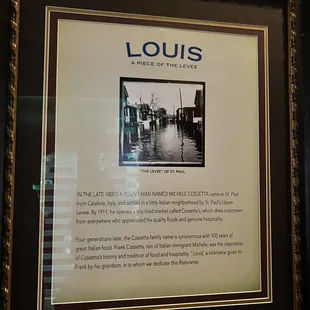 LOUIS
A PIECE OF THE LEVEE
"THE LEVEE" OF ST. PAUL
IN THE LATE 1800'S A YOUNG MAN NAMED MICHELE COSSETTA came to St. Paul
from Calabria, Italy, and settled in a little Italian neighborhood by St. Paul's Upper
Levee. By 1911, he opened a tiny food market called Cossetta's, which drew customers
from everywhere who appreciated his quality foods and genuine hospitality.
Four generations later, the Cossetta family name is synonymous with 100 years of
great Italian food. Frank Cossetta, son of Italian immigrant Michele, was the inspiration
of Cossetta's history and tradition of food and hospitality. "Louis," a nickname given to
Frank by his grandson, is to whom we dedicate this Ristorante.